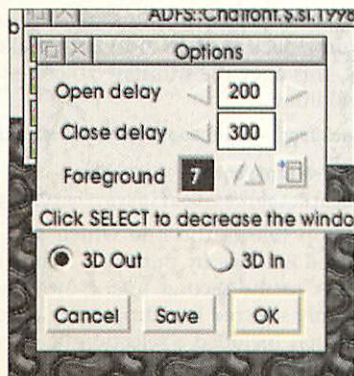 b
ADFS::Chalfont.$.sl.1998
Options
Open delay 200
Close delay 300
Foreground 7
Click SELECT to decrease the windo
3D Out 3D In
Cancel Save OK